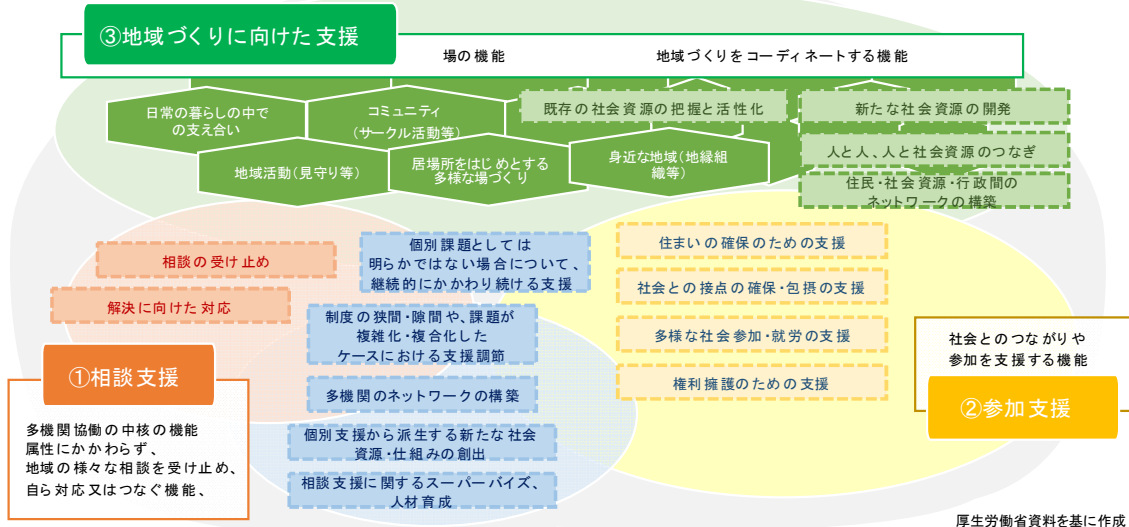 ③地域づくりに向けた支援
場の機能
地域づくりをコーディネートする機能
日常の暮らしの中で
の支え合い
コミュニティ
(サークル活動等)
既存の社会資源の把握と活性化
新たな社会資源の開発
地域活動(見守り等)
居場所をはじめとする
多様な場づくり
身近な地域(地縁組
織等)
人と人、人と社会資源のつなぎ
住民・社会資源・行政間の
ネットワークの構築
相談の受け止め
解決に向けた対応
個別課題としては
明らかではない場合について、
継続的にかかわり続ける支援
制度の狭間・隙間や、課題が
複雑化・複合化した
ケースにおける支援調節
多機関のネットワークの構築
個別支援から派生する新たな社会
資源・仕組みの創出
相談支援に関するスーパーバイズ、
人材育成
住まいの確保のための支援
社会との接点の確保・包摂の支援
多様な社会参加・就労の支援
権利擁護のための支援
①相談支援
多機関協働の中核の機能
属性にかかわらず、
地域の様々な相談を受け止め、
自ら対応又はつなぐ機能、
社会とのつながりや
参加を支援する機能
②参加支援
厚生労働省資料を基に作成